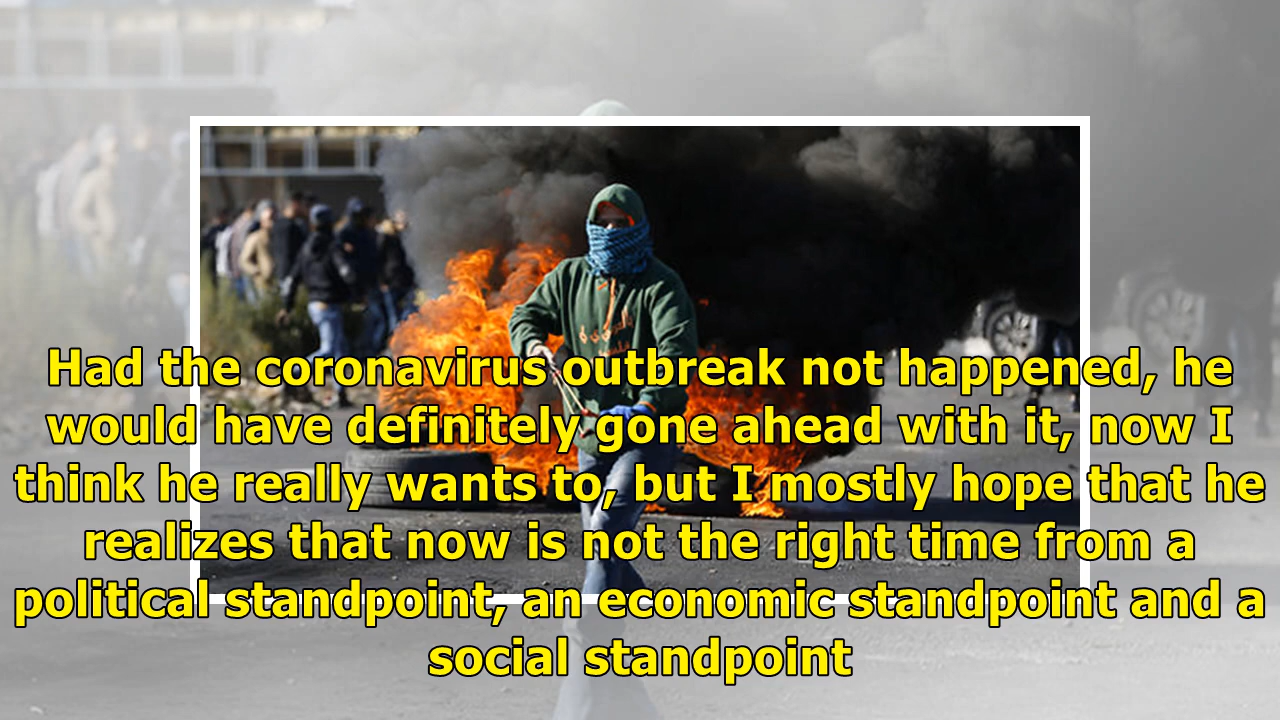 Had the coronavirus outbreak not happened, he
would have definitely gone ahead with it, now I
think he really wants to, but I mostly hope that he
realizes that now is not the right time from a
political standpoint, an economic standpoint and a
social standpoint